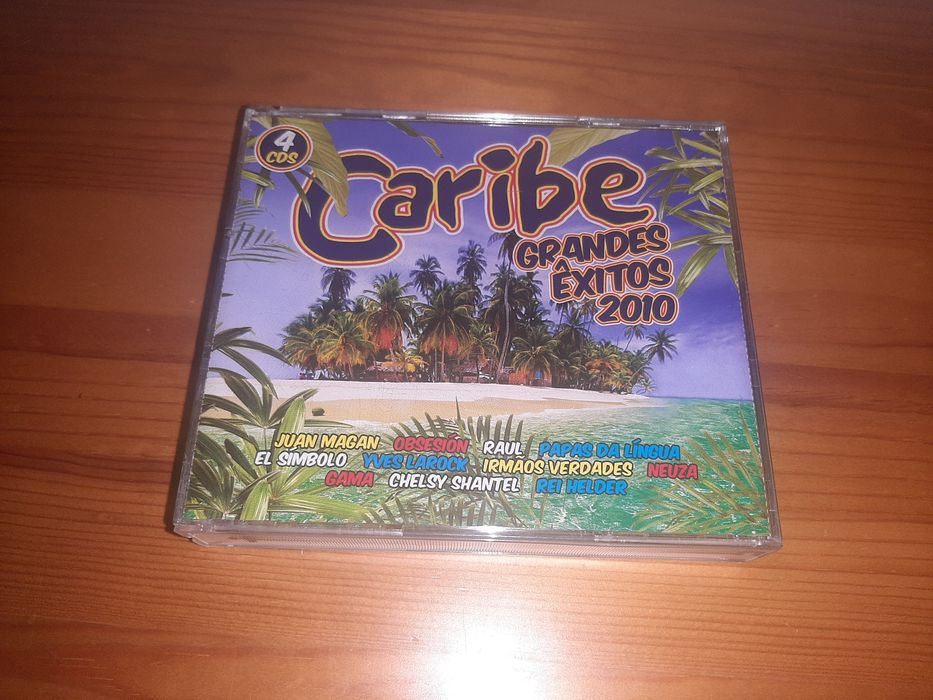 4
CDS
Caribe
GRANDES
ÊXITOS
2010
JUAN MAGAN OBSESIÓN RAUL PAPAS DA LÍNGUA
EL SIMBOLO YVES LAROCK IRMÃOS VERDADES NEUZA
GAMA CHELSY SHANTEL REI HELDER